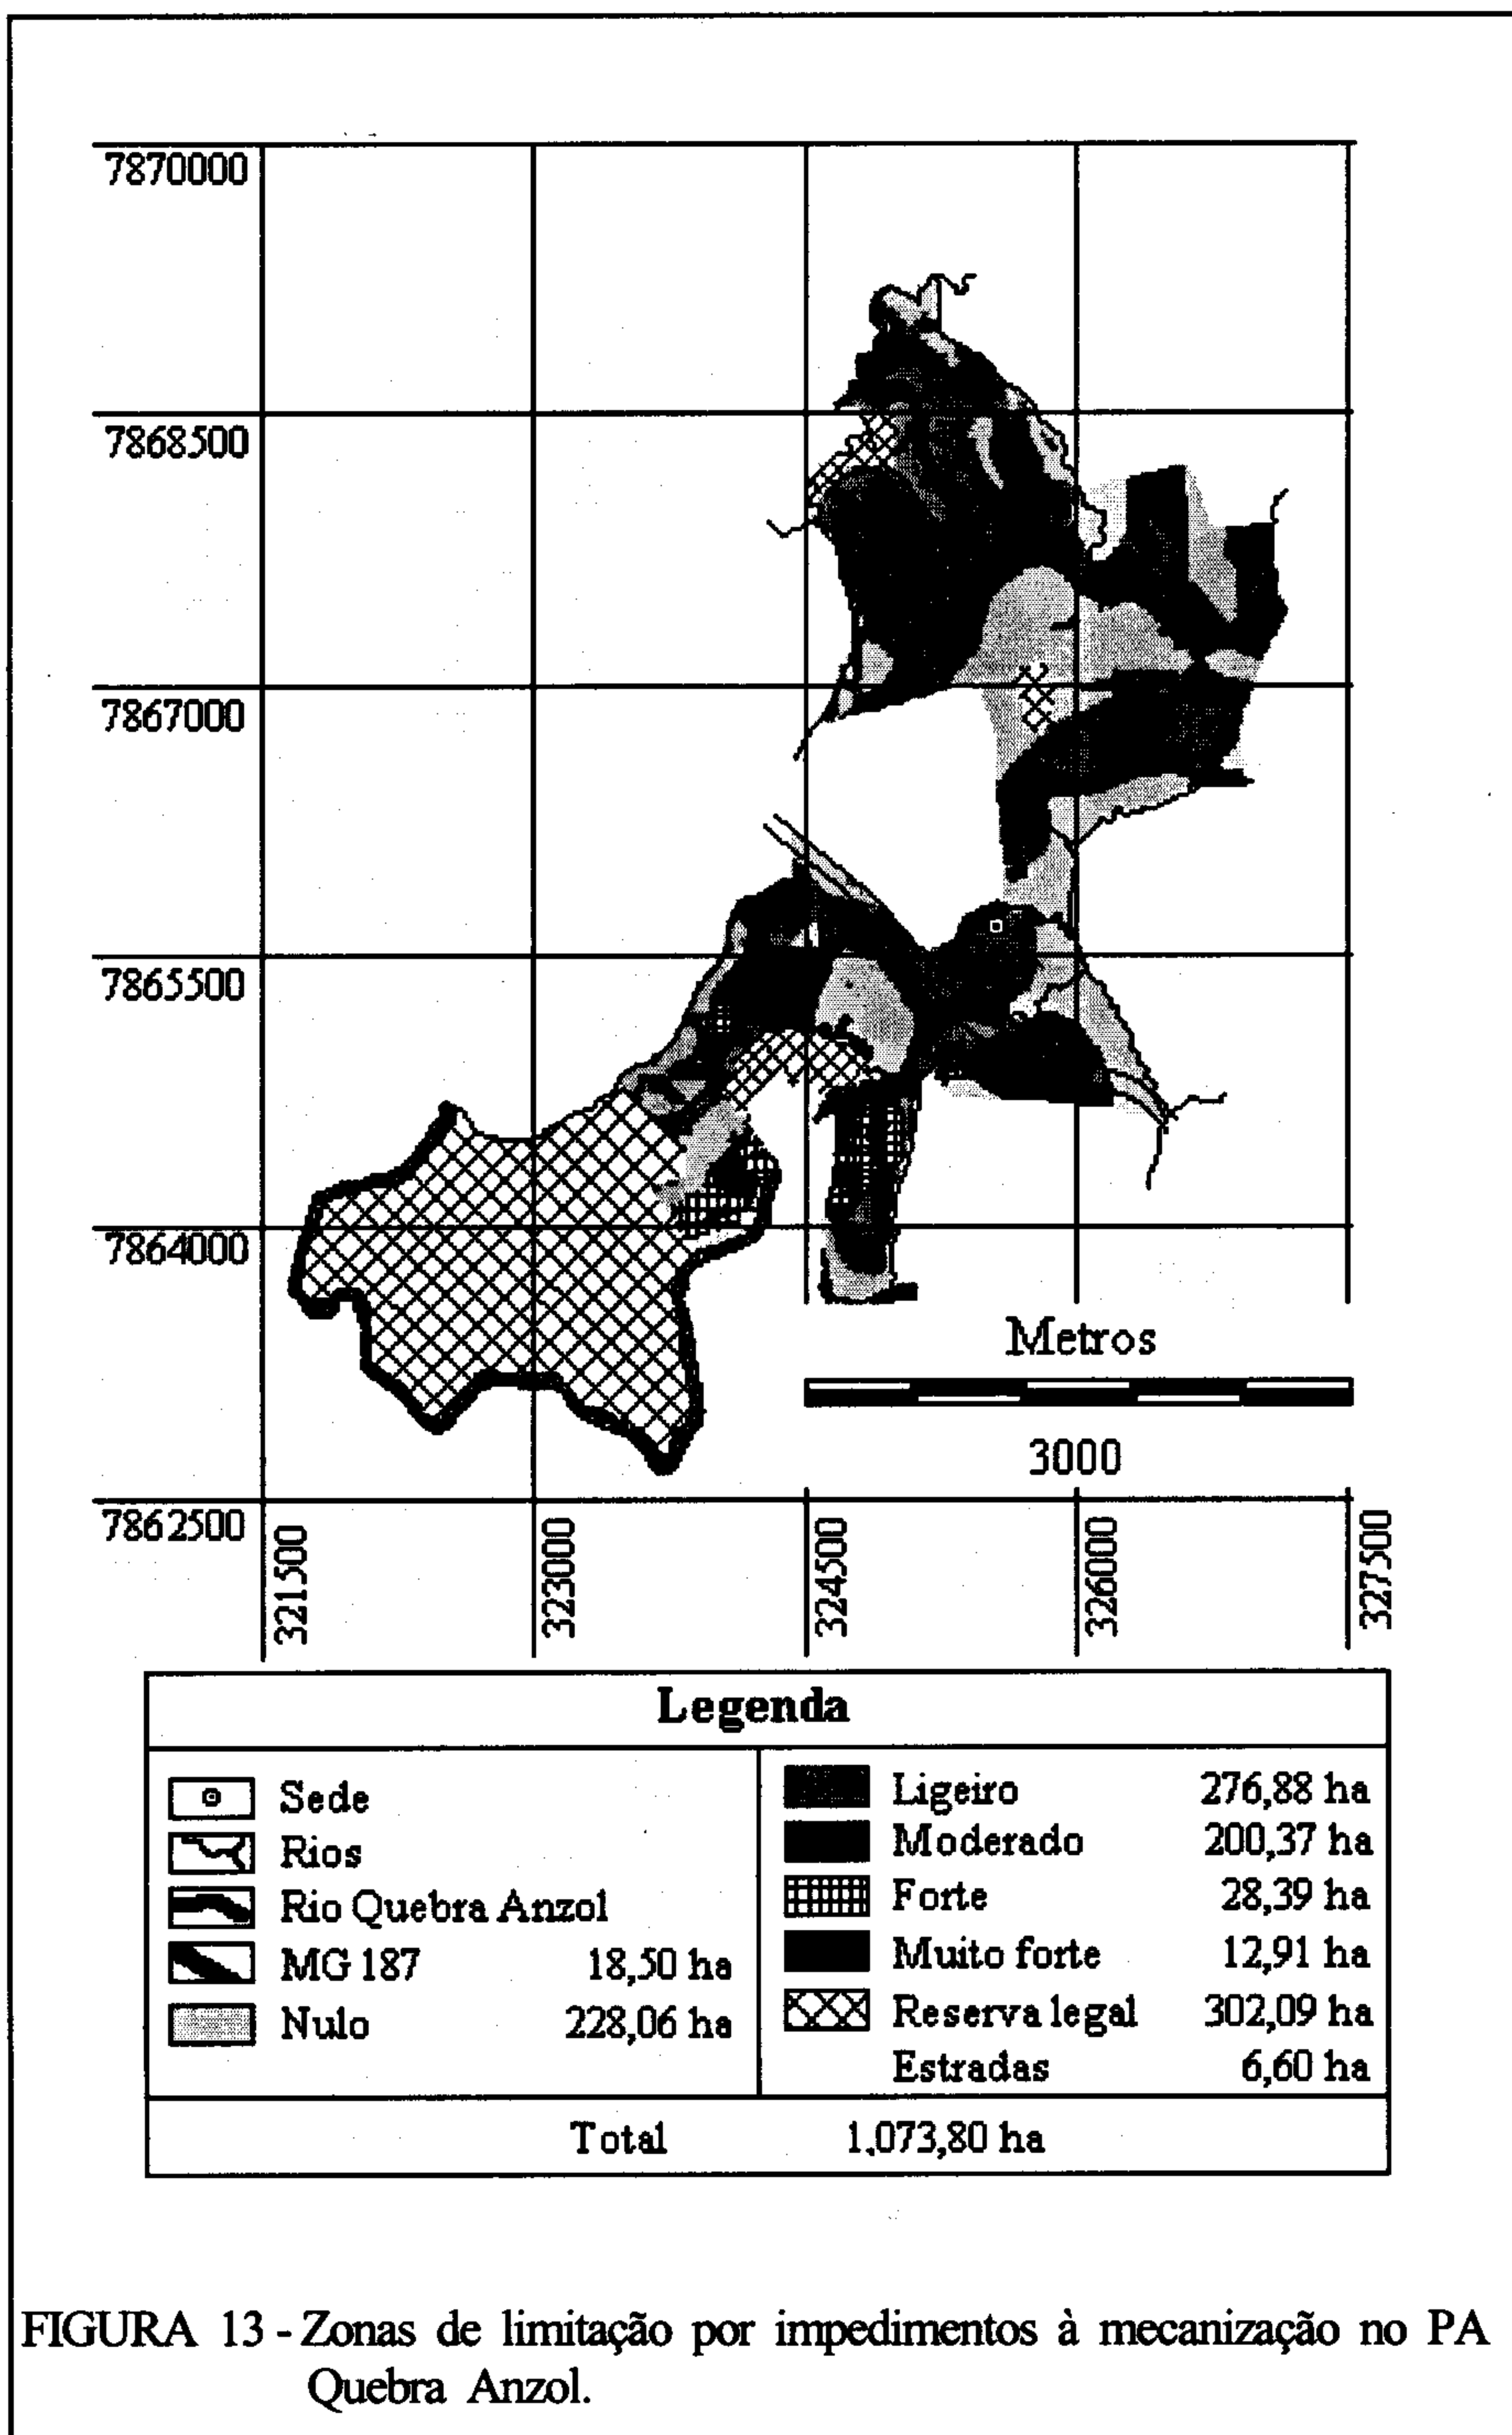 7870000
7868500
7867000
7865500
7864000
Metros
3000
7862500
321500
323000
324500
326000
327500
Legenda
Sede
Rios
Rio Quebra Anzol
MG 187 18,50 ha
Nulo 228,06 ha
Ligeiro 276,88 ha
Moderado 200,37 ha
Forte 28,39 ha
Muito forte 12,91 ha
Reserva legal 302,09 ha
Estradas 6,60 ha
Total 1.073,80 ha
FIGURA 13 - Zonas de limitação por impedimentos à mecanização no PA
Quebra Anzol.